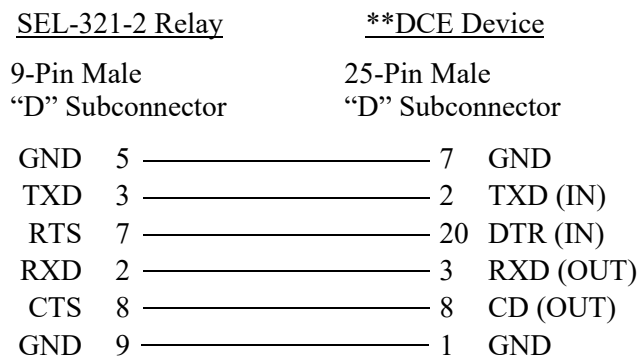 SEL-321-2 Relay **DCE Device
9-Pin Male 25-Pin Male
“D” Subconnector “D” Subconnector
GND 5 7 GND
TXD 3 2 TXD (IN)
RTS 7 20 DTR (IN)
RXD 2 3 RXD (OUT)
CTS 8 8 CD (OUT)
GND 9 1 GND